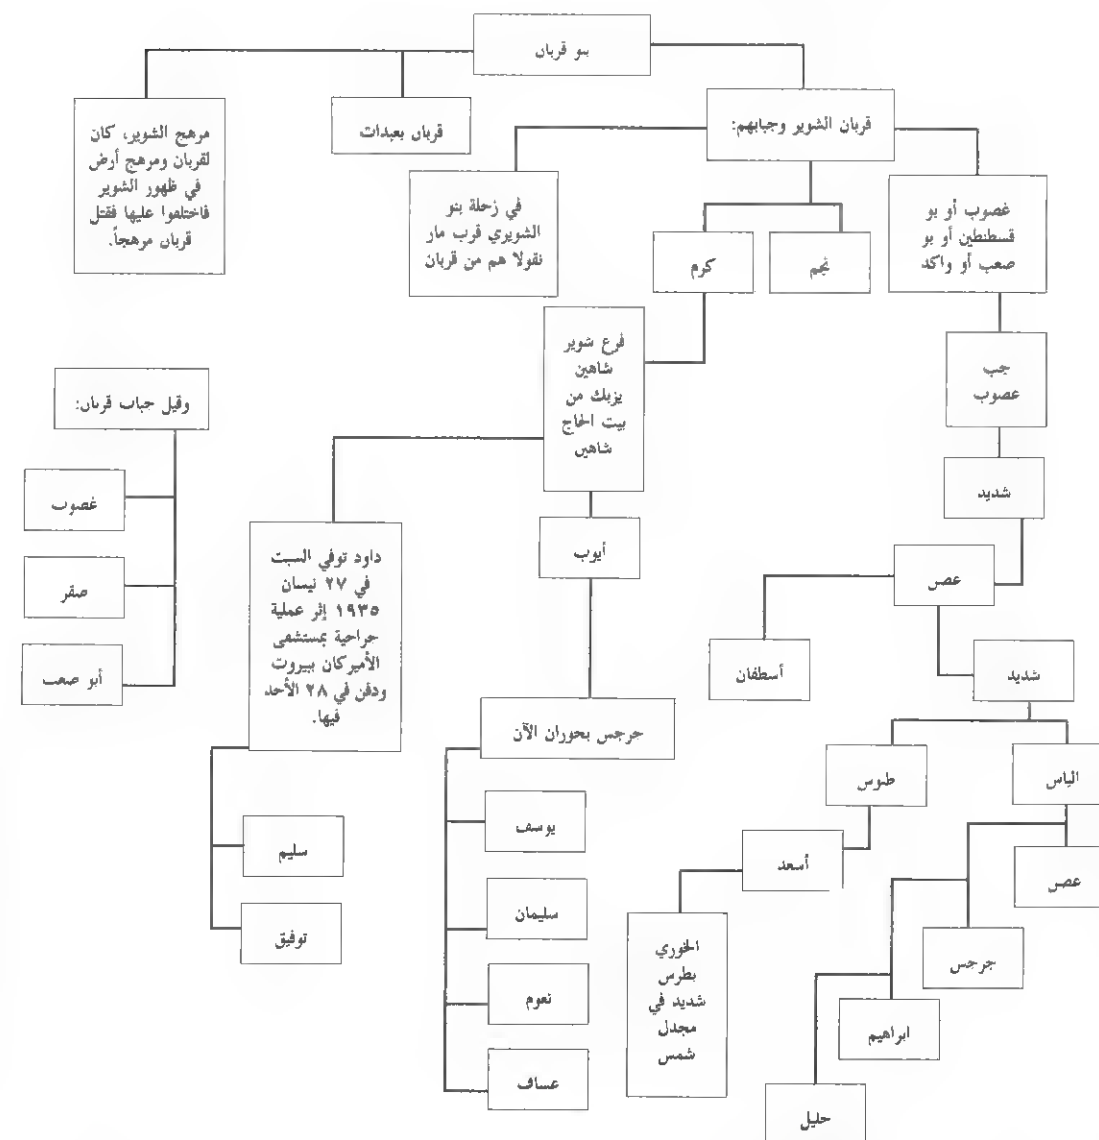 بنو قربان
قربان الشوير وجبابهم:
قربان بعبدات
مرهج الشوير، كان
لقربان ومرهج أرض
في ظهور الشوير
فاختلفوا عليها فقتل
قربان مرهجاً.
غصوب أو بو
قسطنطين أو بو
صعب أو واكد
نجم
كرم
في زحلة بنو
الشويري قرب مار
نقولا هم من قربان
جب
غصوب
شديد
غصن
أسطفان
شديد
الياس
طنوس
غصن
جرجس
ابراهيم
خليل
أسعد
الخوري
بطرس
شديد في
مجدل
شمس
فرع شوير
شاهين
يزبك من
بيت الحاج
شاهين
أيوب
جرجس بحوران الآن
يوسف
سليمان
نعوم
عساف
داود توفي السبت
في ٢٧ نيسان
١٩٣٥ إثر عملية
جراحية بمستشفى
الأميركان ببيروت
ودفن في ٢٨ الأحد
فيها.
سليم
توفيق
وقيل جباب قربان:
غصوب
صقر
أبو صعب